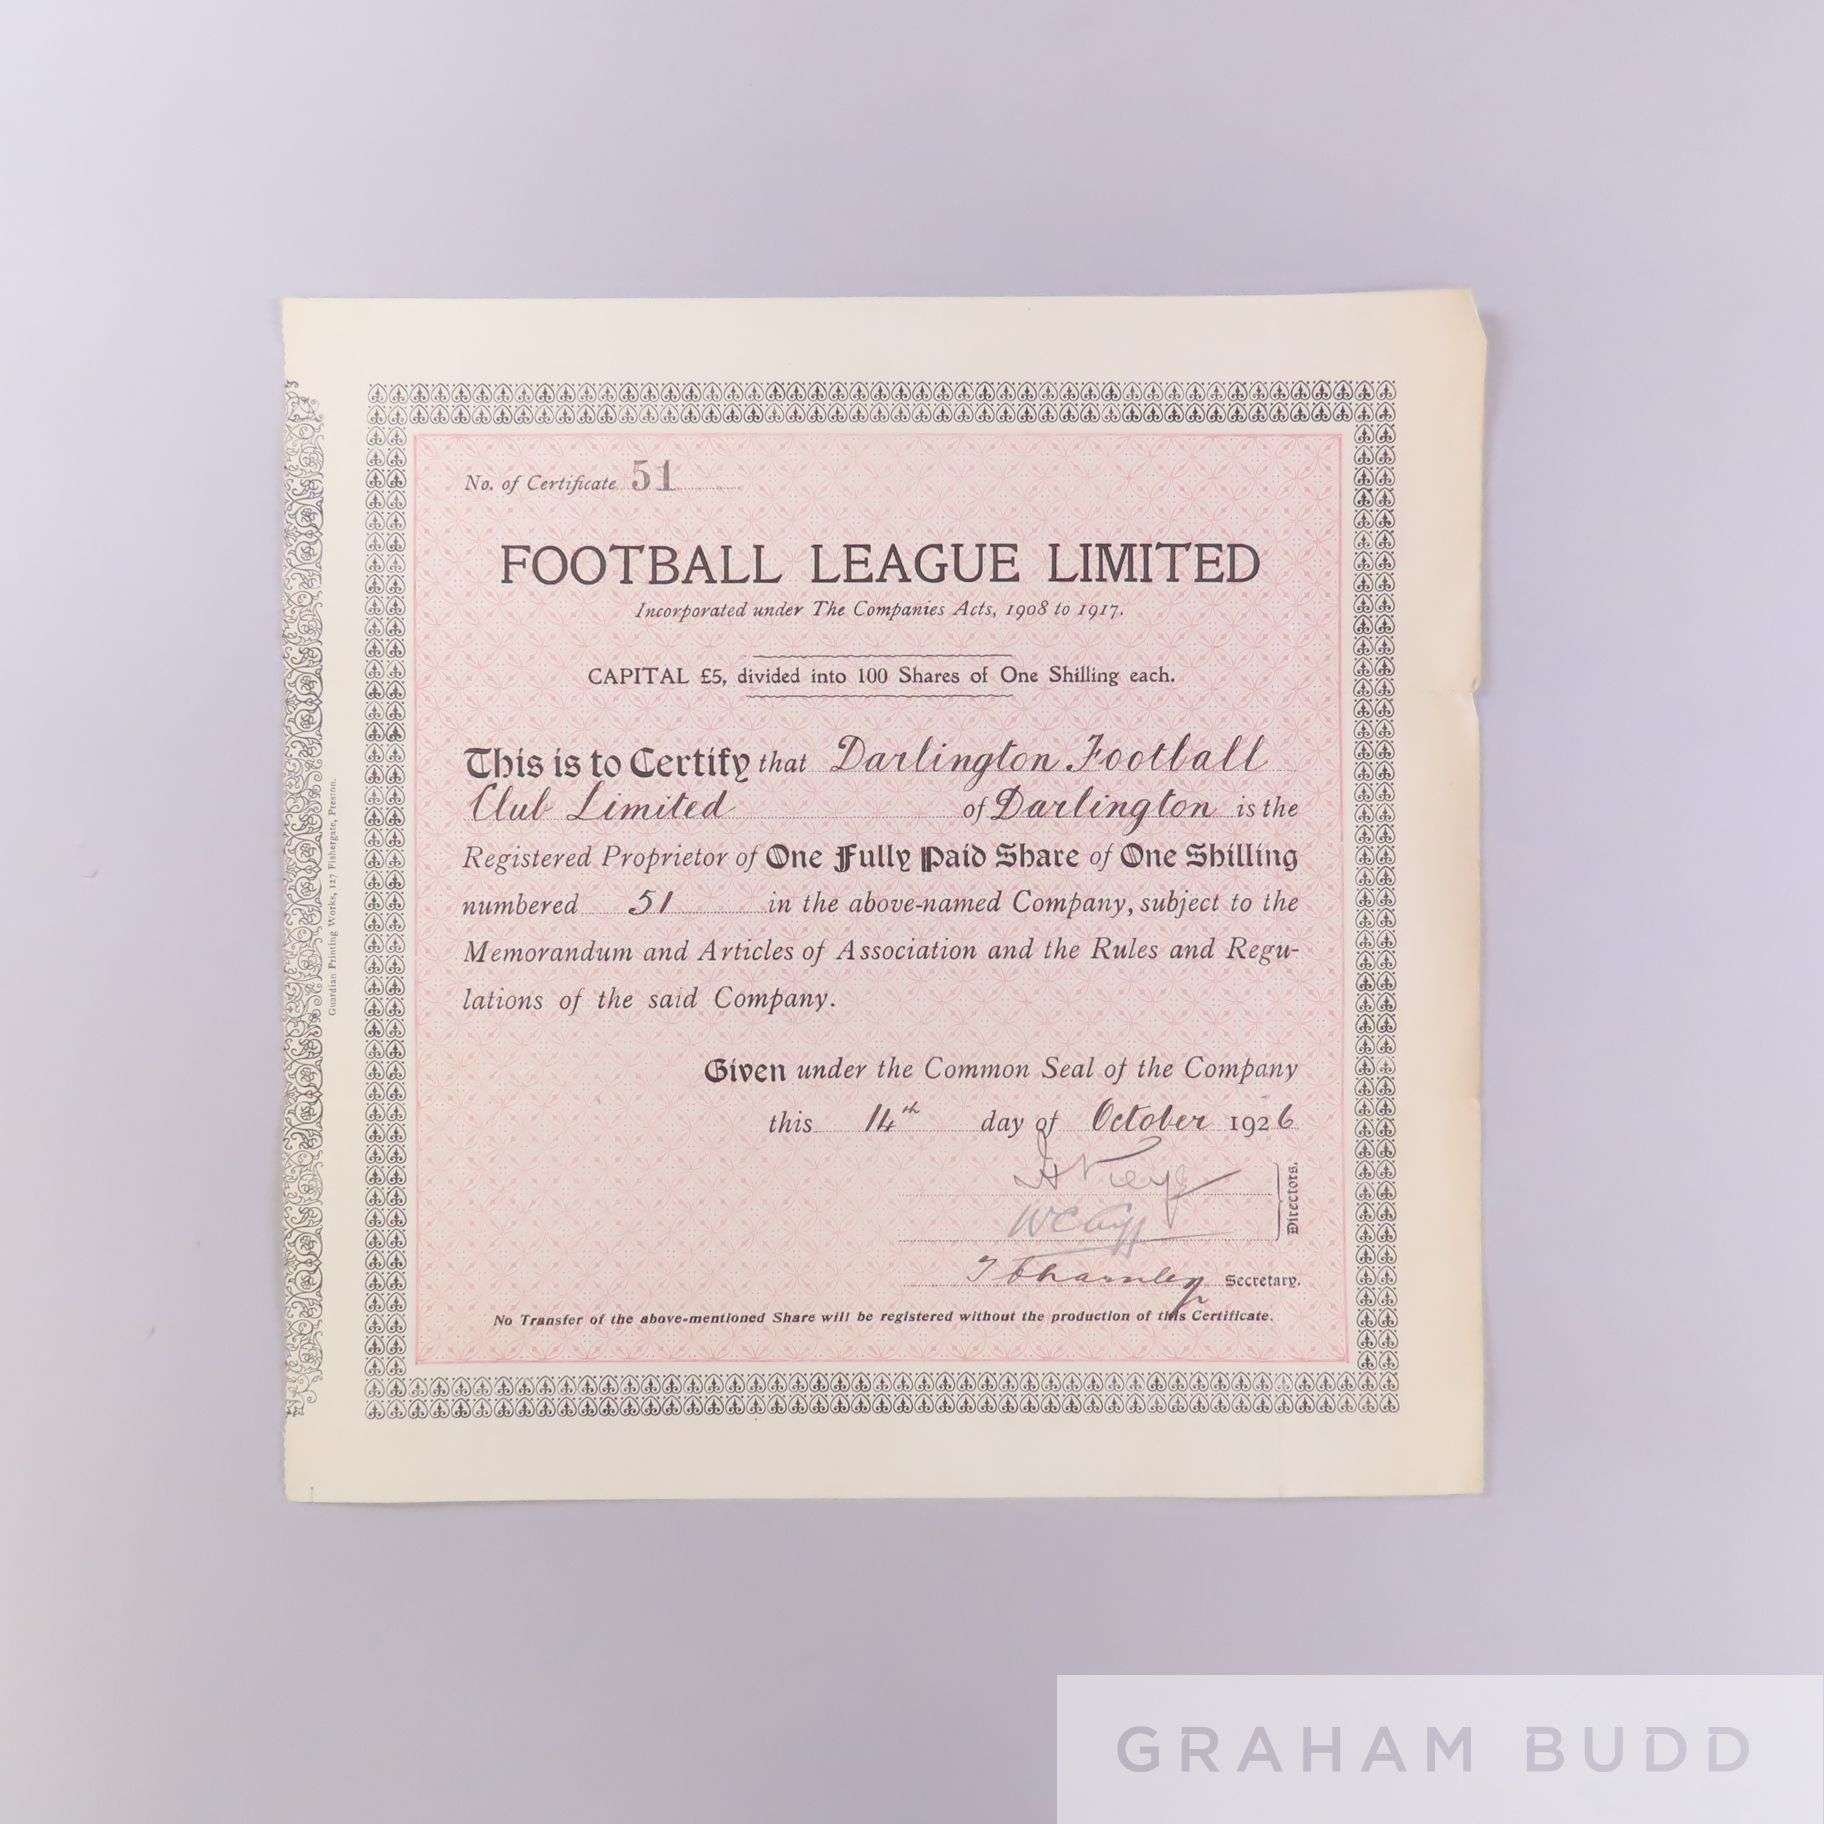 No. of Certificate 51
FOOTBALL LEAGUE LIMITED
Incorporated under The Companies Acts, 1908 to 1917.
CAPITAL £5, divided into 100 Shares of One Shilling each.
This is to Certify that Darlington Football
Club Limited of Darlington is the
Registered Proprietor of One Fully Paid Share of One Shilling
numbered 51 in the above-named Company, subject to the
Memorandum and Articles of Association and the Rules and Regu-
lations of the said Company.
Given under the Common Seal of the Company
this 14th day of October 1926
Directors.
T Charnley Secretary.
No Transfer of the above-mentioned Share will be registered without the production of this Certificate.
Guardian Printing Works, 127 Fishergate, Preston.
GRAHAM BUDD